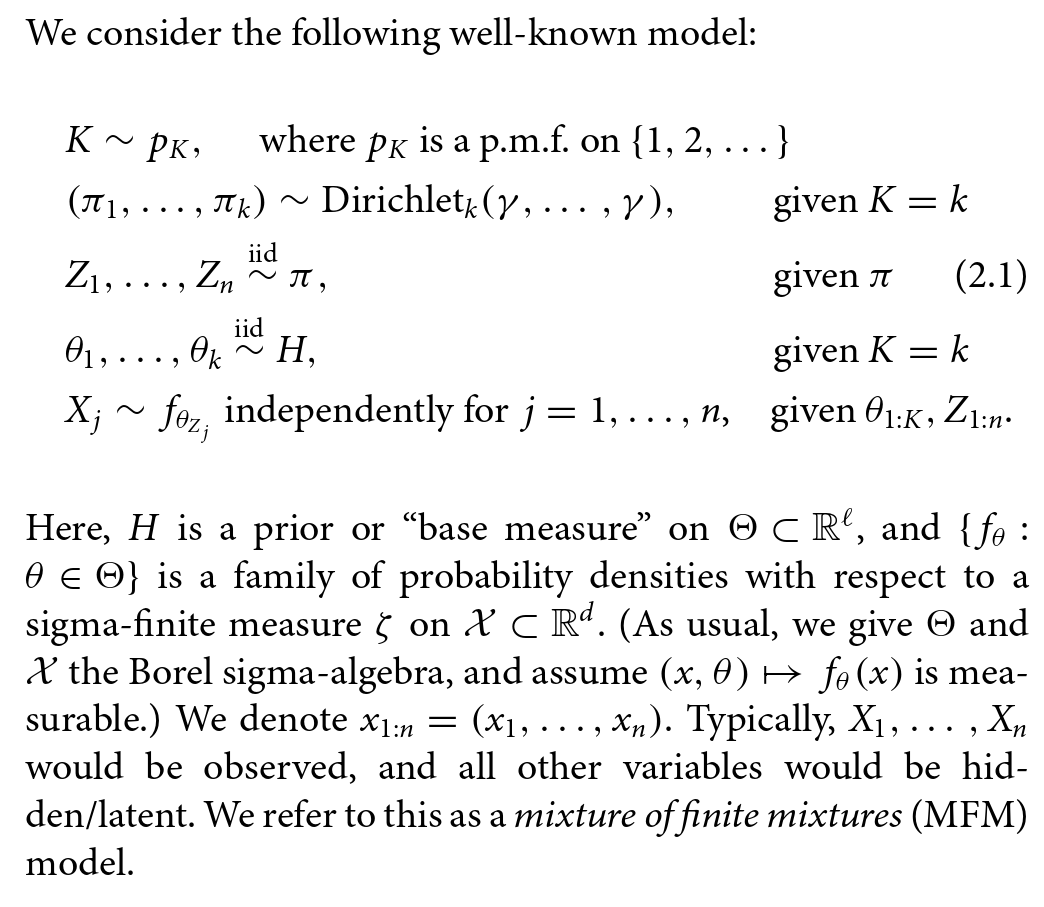 We consider the following well-known model:
K ∼ p_K, where p_K is a p.m.f. on {1, 2, . . . }
(π_1, . . . , π_k) ∼ Dirichlet_k(γ, . . . , γ), given K = k
Z_1, . . . , Z_n iid∼ π, given π (2.1)
θ_1, . . . , θ_k iid∼ H, given K = k
X_j ∼ f_{θ_{Z_j}} independently for j = 1, . . . , n, given θ_{1:K}, Z_{1:n}.
Here, H is a prior or “base measure” on Θ ⊂ ℝ^ℓ, and {f_θ :
θ ∈ Θ} is a family of probability densities with respect to a
sigma-finite measure ζ on 𝒳 ⊂ ℝ^d. (As usual, we give Θ and
𝒳 the Borel sigma-algebra, and assume (x, θ) ↦ f_θ(x) is mea-
surable.) We denote x_{1:n} = (x_1, . . . , x_n). Typically, X_1, . . . , X_n
would be observed, and all other variables would be hid-
den/latent. We refer to this as a mixture of finite mixtures (MFM)
model.